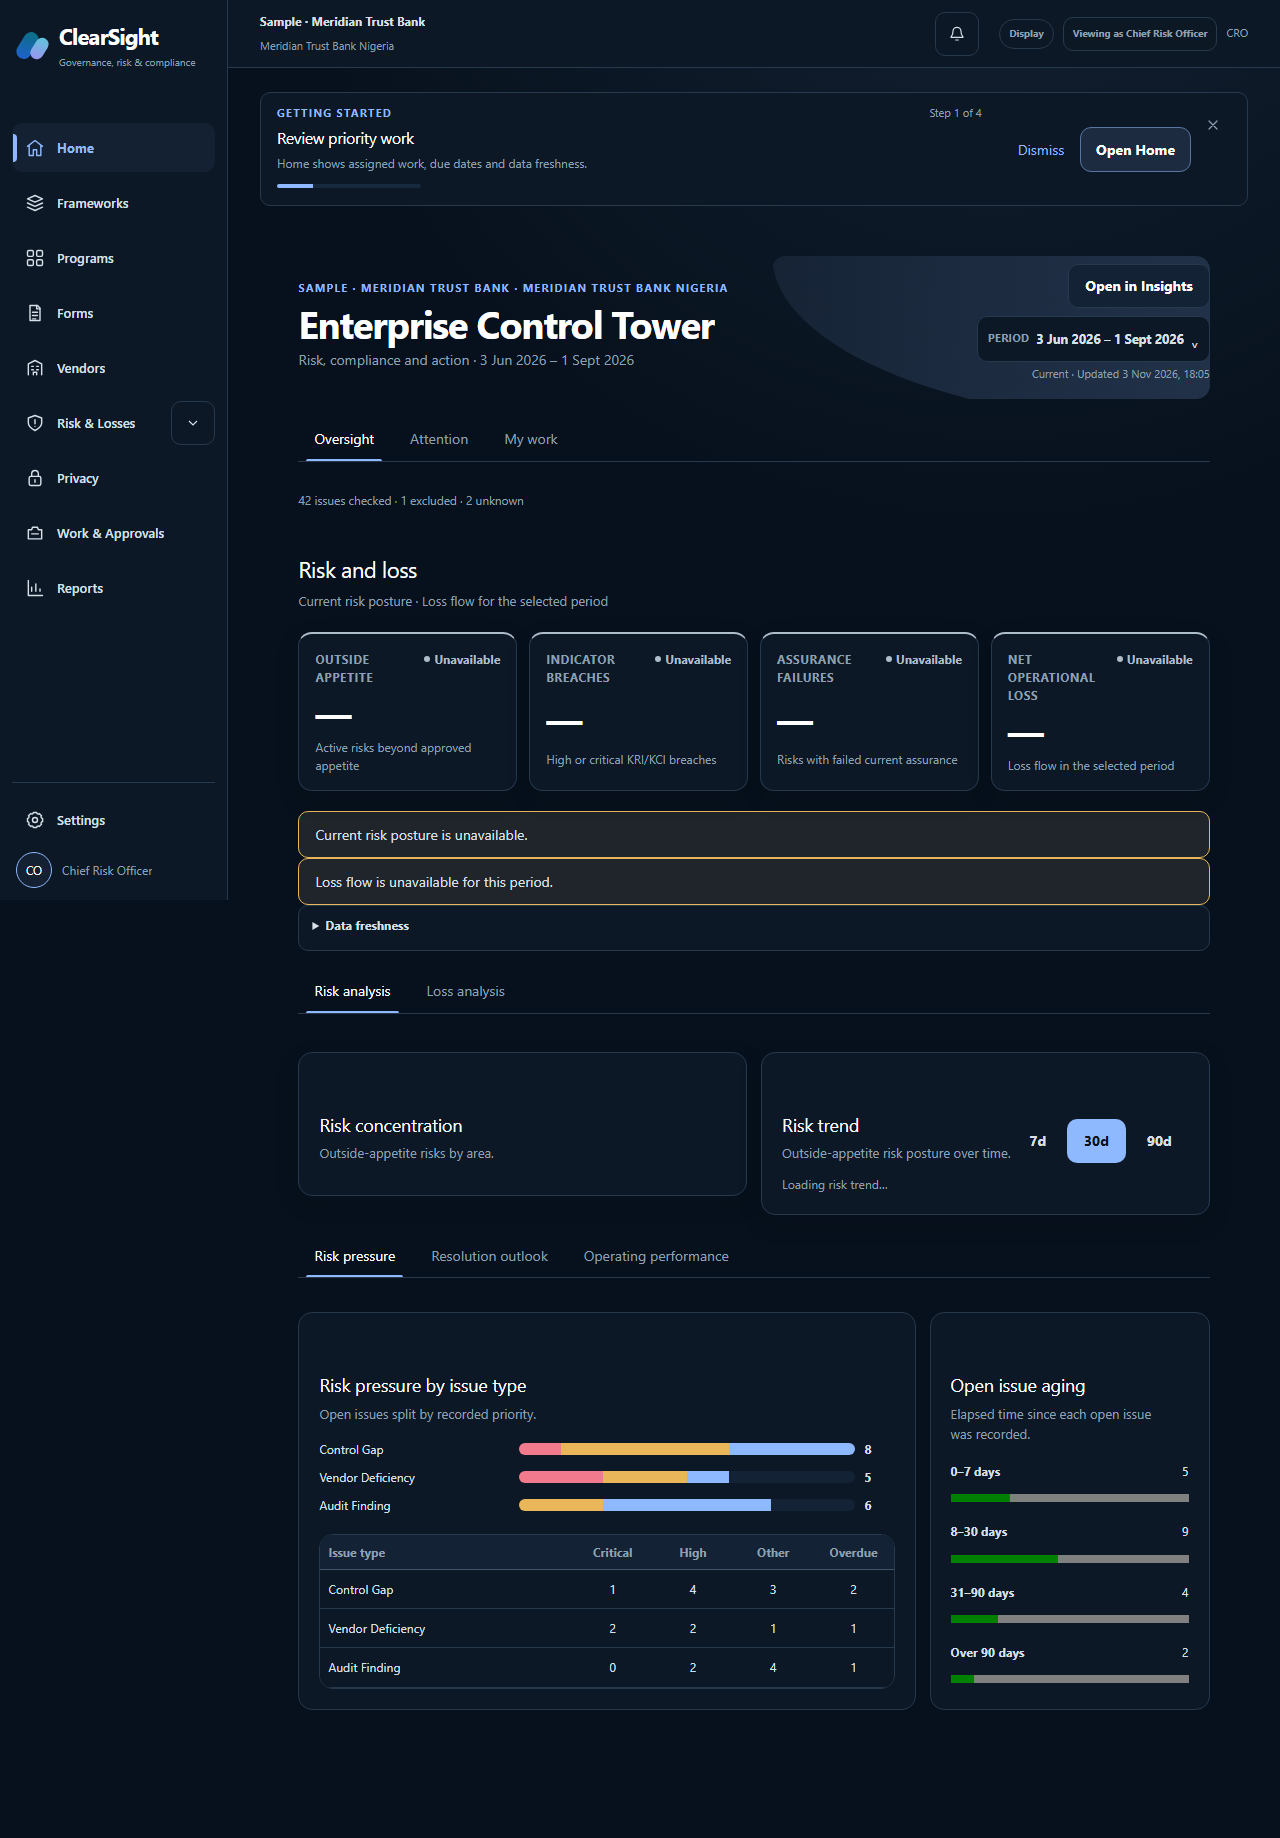 ClearSight
Governance, risk & compliance
Home
Frameworks
Programs
Forms
Vendors
Risk & Losses
Privacy
Work & Approvals
Reports
Settings
CO
Chief Risk Officer
Sample · Meridian Trust Bank
Meridian Trust Bank Nigeria
Display
Viewing as Chief Risk Officer
CRO
GETTING STARTED
Step 1 of 4
Review priority work
Home shows assigned work, due dates and data freshness.
Dismiss
Open Home
SAMPLE · MERIDIAN TRUST BANK · MERIDIAN TRUST BANK NIGERIA
Enterprise Control Tower
Risk, compliance and action · 3 Jun 2026 – 1 Sept 2026
Open in Insights
PERIOD 3 Jun 2026 – 1 Sept 2026
Current · Updated 3 Nov 2026, 18:05
Oversight
Attention
My work
42 issues checked · 1 excluded · 2 unknown
Risk and loss
Current risk posture · Loss flow for the selected period
OUTSIDE APPETITE
Unavailable
—
Active risks beyond approved appetite
INDICATOR BREACHES
Unavailable
—
High or critical KRI/KCI breaches
ASSURANCE FAILURES
Unavailable
—
Risks with failed current assurance
NET OPERATIONAL LOSS
Unavailable
—
Loss flow in the selected period
Current risk posture is unavailable.
Loss flow is unavailable for this period.
Data freshness
Risk analysis
Loss analysis
Risk concentration
Outside-appetite risks by area.
Risk trend
Outside-appetite risk posture over time.
7d
30d
90d
Loading risk trend...
Risk pressure
Resolution outlook
Operating performance
Risk pressure by issue type
Open issues split by recorded priority.
Control Gap 8
Vendor Deficiency 5
Audit Finding 6
Issue type Critical High Other Overdue
Control Gap 1 4 3 2
Vendor Deficiency 2 2 1 1
Audit Finding 0 2 4 1
Open issue aging
Elapsed time since each open issue
was recorded.
0–7 days 5
8–30 days 9
31–90 days 4
Over 90 days 2